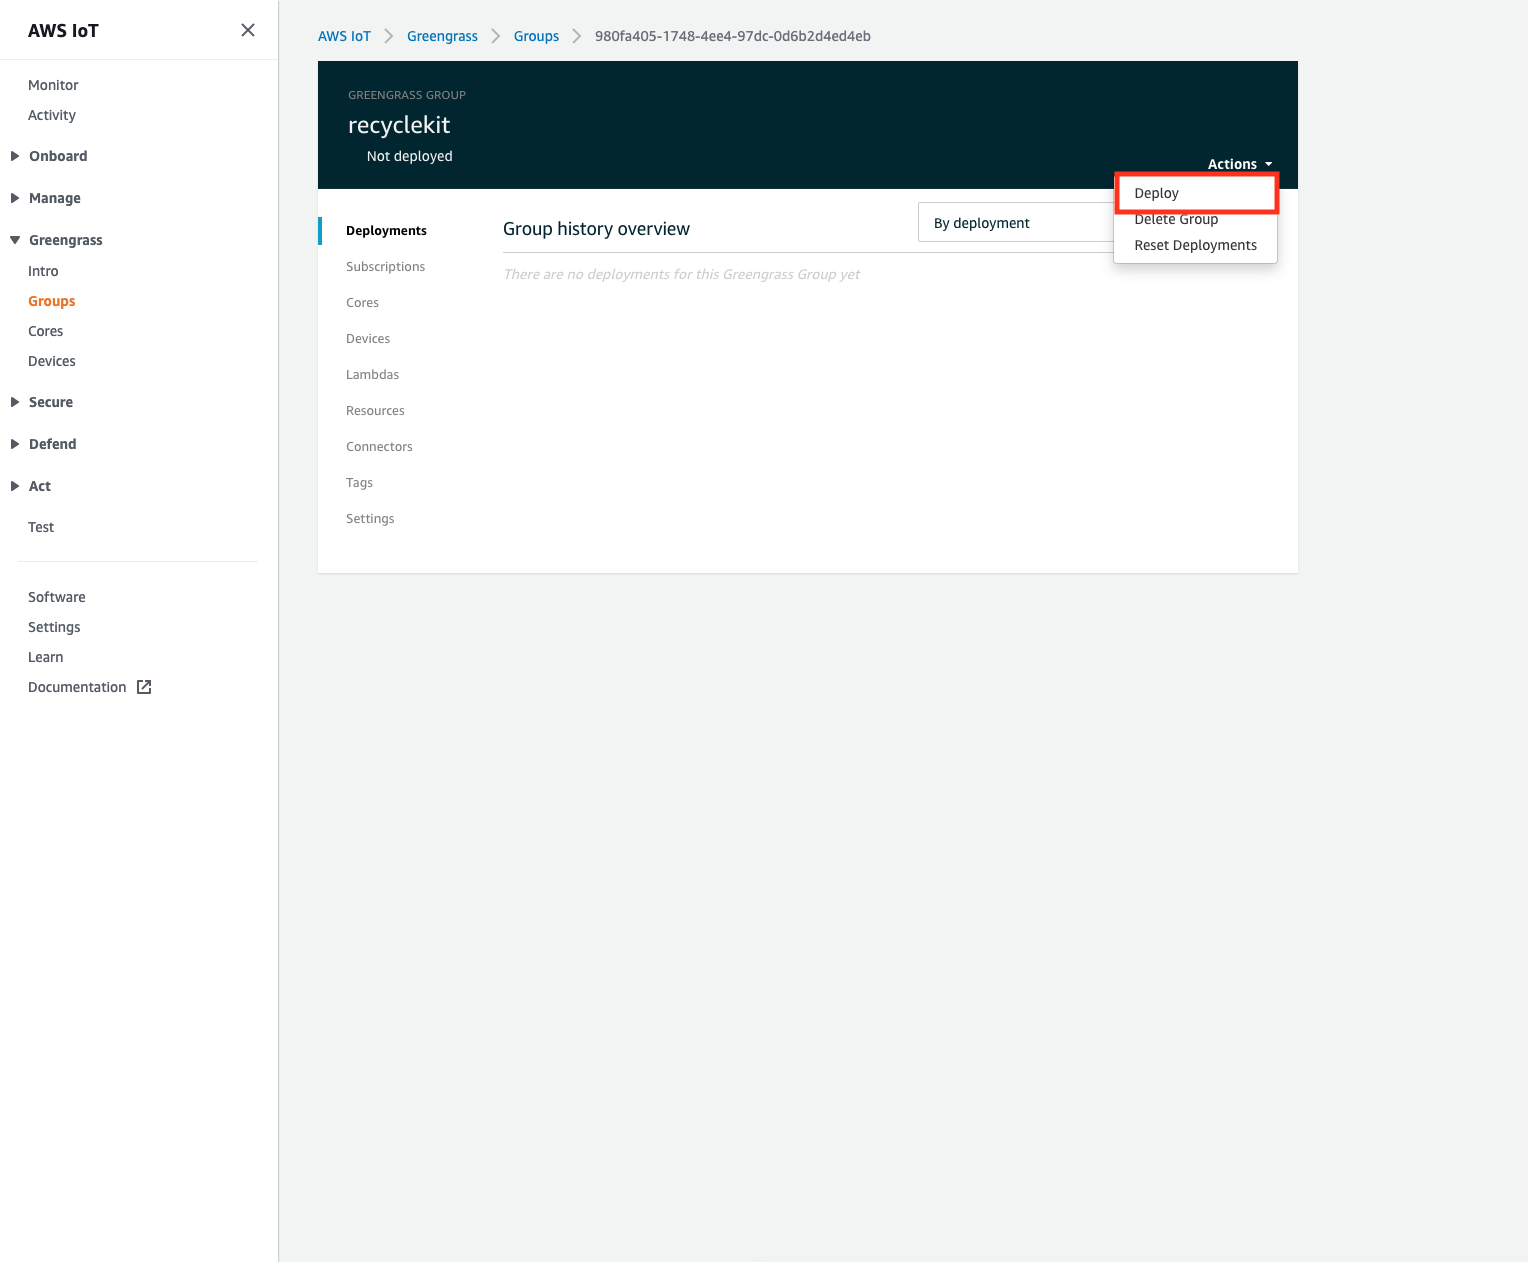 AWS IoT
Monitor
Activity
Onboard
Manage
Greengrass
Intro
Groups
Cores
Devices
Secure
Defend
Act
Test
Software
Settings
Learn
Documentation
AWS IoT
Greengrass
Groups
980fa405-1748-4ee4-97dc-0d6b2d4ed4eb
GREENGRASS GROUP
recyclekit
Not deployed
Actions
Deploy
Delete Group
Reset Deployments
Deployments
Subscriptions
Cores
Devices
Lambdas
Resources
Connectors
Tags
Settings
Group history overview
By deployment
There are no deployments for this Greengrass Group yet